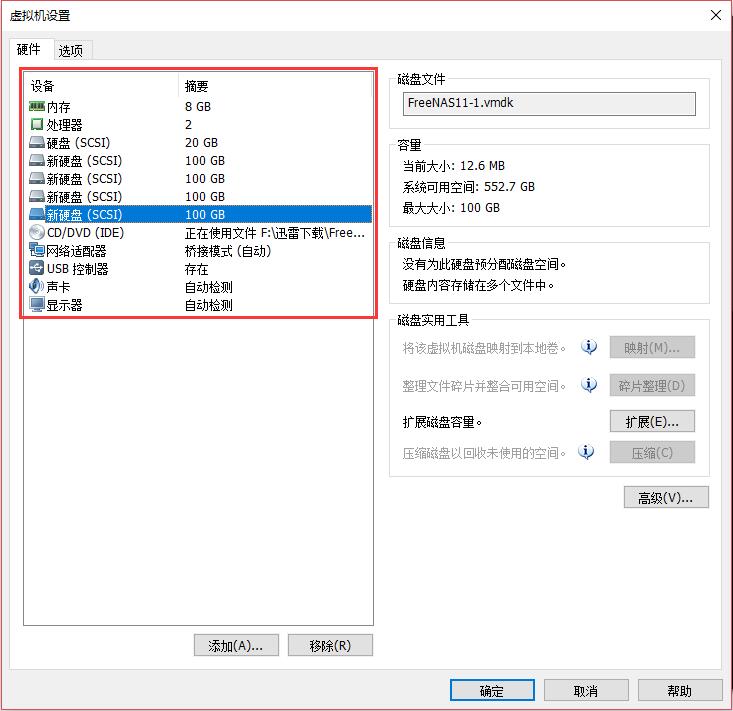 虚拟机设置
硬件 选项
设备 摘要
内存 8 GB
处理器 2
硬盘 (SCSI) 20 GB
新硬盘 (SCSI) 100 GB
新硬盘 (SCSI) 100 GB
新硬盘 (SCSI) 100 GB
新硬盘 (SCSI) 100 GB
CD/DVD (IDE) 正在使用文件 F:\迅雷下载\Free...
网络适配器 桥接模式 (自动)
USB 控制器 存在
声卡 自动检测
显示器 自动检测
添加(A)... 移除(R)
磁盘文件
FreeNAS11-1.vmdk
容量
当前大小: 12.6 MB
系统可用空间: 552.7 GB
最大大小: 100 GB
磁盘信息
没有为此硬盘预分配磁盘空间。
硬盘内容存储在多个文件中。
磁盘实用工具
将该虚拟机磁盘映射到本地卷。 映射(M)...
整理文件碎片并整合可用空间。 碎片整理(D)
扩展磁盘容量。 扩展(E)...
压缩磁盘以回收未使用的空间。 压缩(C)
高级(V)...
确定 取消 帮助